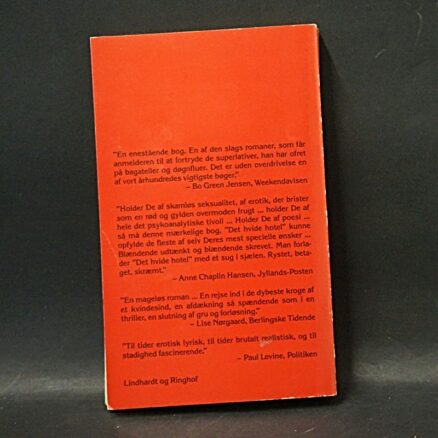 "En enestående bog. En af den slags romaner, som får
anmelderen til at fortryde de superlativer, han har ofret
på bagateller og døgnfluer. Det er uden overdrivelse en
af vort århundredes vigtigste bøger."
– Bo Green Jensen, Weekendavisen
"Holder De af skamløs seksualitet, af erotik, der brister
som en rød og gylden overmoden frugt ... holder De af
hele det psykoanalytiske tivoli ... Holder De af poesi ...
så må denne mærkelige bog, "Det hvide hotel" kunne
opfylde de fleste af selv Deres mest specielle ønsker ...
Blændende udtænkt og blændende skrevet. Man forla-
der "Det hvide hotel" med et sug i sjælen. Rystet, beta-
get, skræmt."
– Anne Chaplin Hansen, Jyllands-Posten
"En mageløs roman ... En rejse ind i de dybeste kroge af
et kvindesind, en afdækning så spændende som i en
thriller, en slutning af gru og forløsning."
– Lise Nørgaard, Berlingske Tidende
"Til tider erotisk lyrisk, til tider brutalt realistisk, og til
stadighed fascinerende."
– Paul Levine, Politiken
Lindhardt og Ringhof